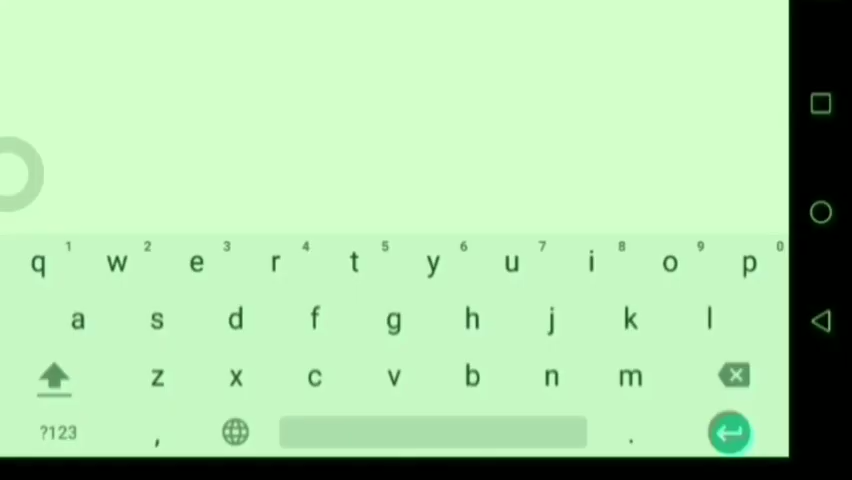 1 2 3 4 5 6 7 8 9 0
q w e r t y u i o p
a s d f g h j k l
z x c v b n m
?123 , .